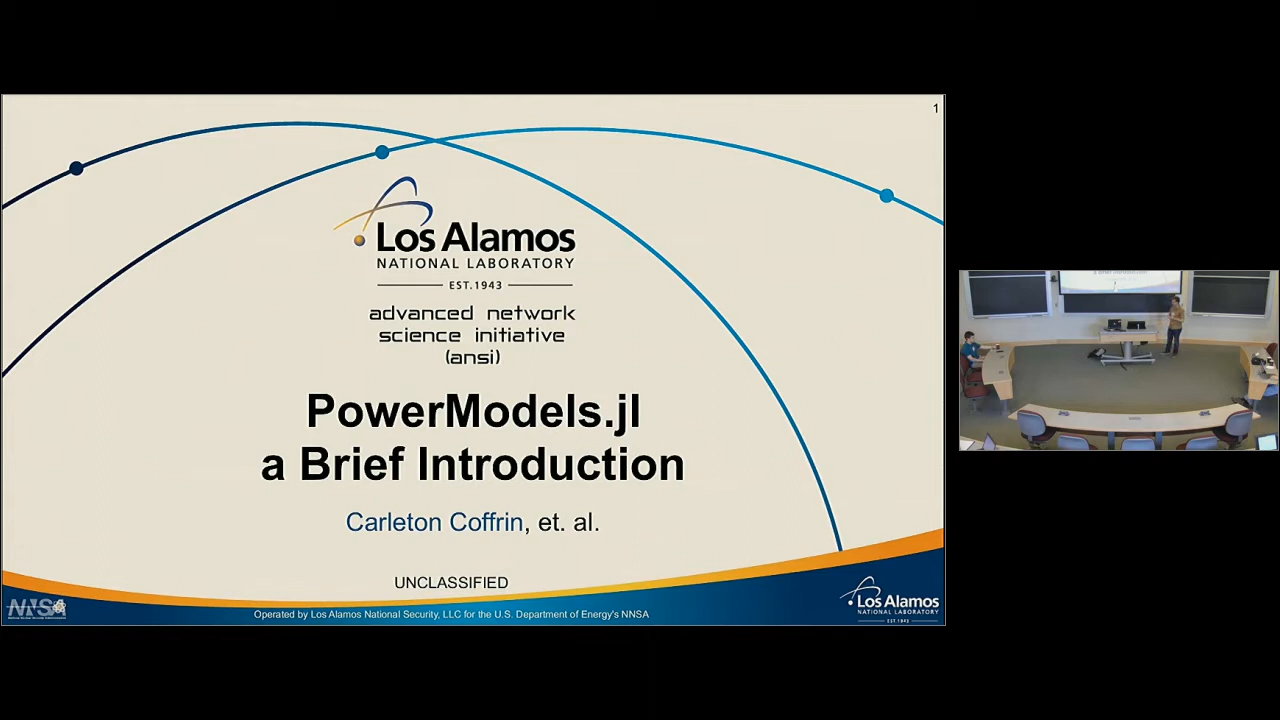 1
Los Alamos
NATIONAL LABORATORY
EST.1943
advanced network
science initiative
(ansi)
PowerModels.jl
a Brief Introduction
Carleton Coffrin, et. al.
UNCLASSIFIED
NNSA
Operated by Los Alamos National Security, LLC for the U.S. Department of Energy's NNSA
Los Alamos
NATIONAL LABORATORY
EST.1943